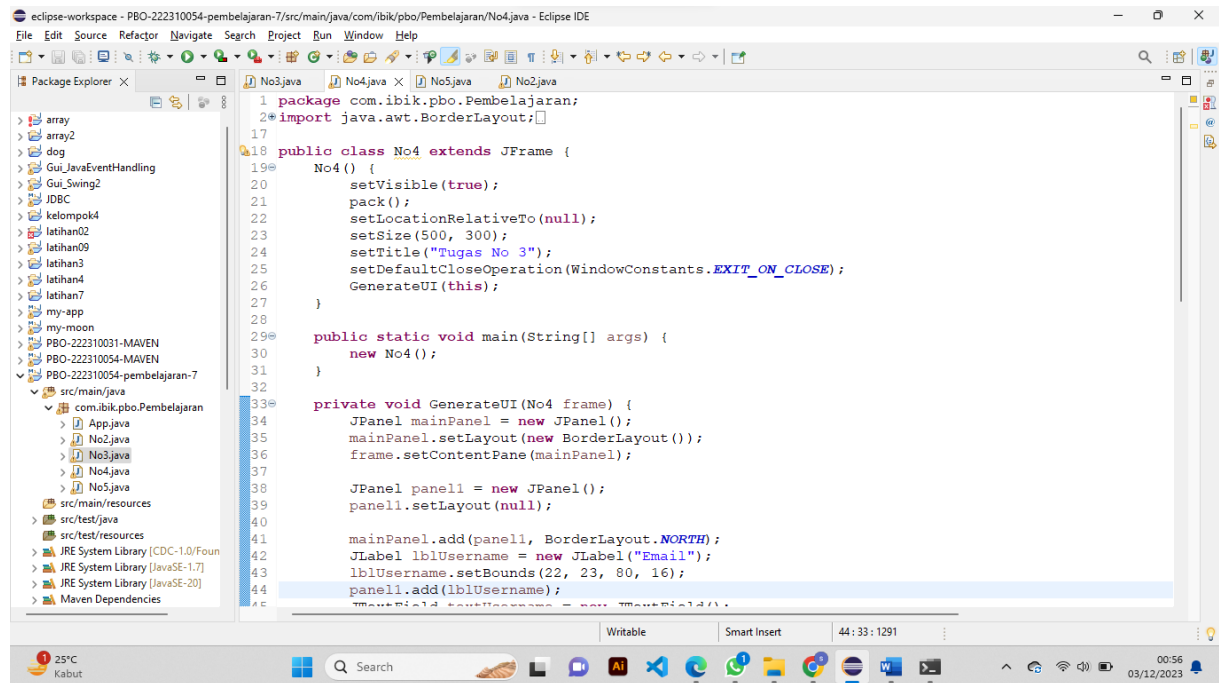 eclipse-workspace - PBO-222310054-pembelajaran-7/src/main/java/com/ibik/pbo/Pembelajaran/No4.java - Eclipse IDE
File Edit Source Refactor Navigate Search Project Run Window Help
Package Explorer
array
array2
dog
Gui_JavaEventHandling
Gui_Swing2
JDBC
kelompok4
latihan02
latihan09
latihan3
latihan4
latihan7
my-app
my-moon
PBO-222310031-MAVEN
PBO-222310054-MAVEN
PBO-222310054-pembelajaran-7
src/main/java
com.ibik.pbo.Pembelajaran
App.java
No2.java
No3.java
No4.java
No5.java
src/main/resources
src/test/java
src/test/resources
JRE System Library [CDC-1.0/Foun
JRE System Library [JavaSE-1.7]
JRE System Library [JavaSE-20]
Maven Dependencies
No3.java No4.java No5.java No2.java
1 package com.ibik.pbo.Pembelajaran;
2 import java.awt.BorderLayout;
17
18 public class No4 extends JFrame {
19 No4() {
20 setVisible(true);
21 pack();
22 setLocationRelativeTo(null);
23 setSize(500, 300);
24 setTitle("Tugas No 3");
25 setDefaultCloseOperation(WindowConstants.EXIT_ON_CLOSE);
26 GenerateUI(this);
27 }
28
29 public static void main(String[] args) {
30 new No4();
31 }
32
33 private void GenerateUI(No4 frame) {
34 JPanel mainPanel = new JPanel();
35 mainPanel.setLayout(new BorderLayout());
36 frame.setContentPane(mainPanel);
37
38 JPanel panel1 = new JPanel();
39 panel1.setLayout(null);
40
41 mainPanel.add(panel1, BorderLayout.NORTH);
42 JLabel lblUsername = new JLabel("Email");
43 lblUsername.setBounds(22, 23, 80, 16);
44 panel1.add(lblUsername);
45 JTextField textUsername = new JTextField();
Writable Smart Insert 44 : 33 : 1291
1
25°C
Kabut
Search
Ai
1
00:56
03/12/2023